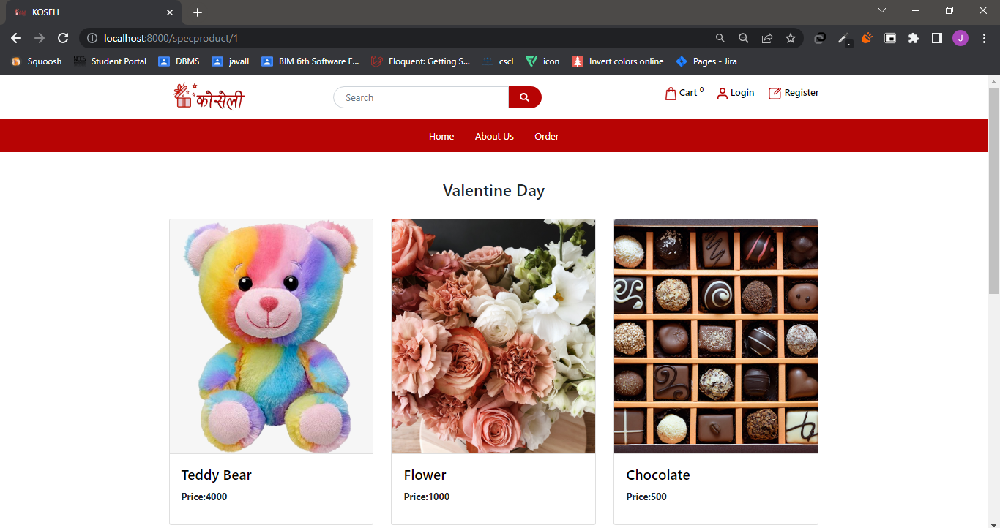 KOSELI
localhost:8000/specproduct/1
Squoosh Student Portal DBMS javaII BIM 6th Software E... Eloquent: Getting S... cscl icon Invert colors online Pages - Jira
J
कोसेली
Search
Cart 0 Login Register
Home About Us Order
Valentine Day
Teddy Bear Flower Chocolate
Price:4000 Price:1000 Price:500